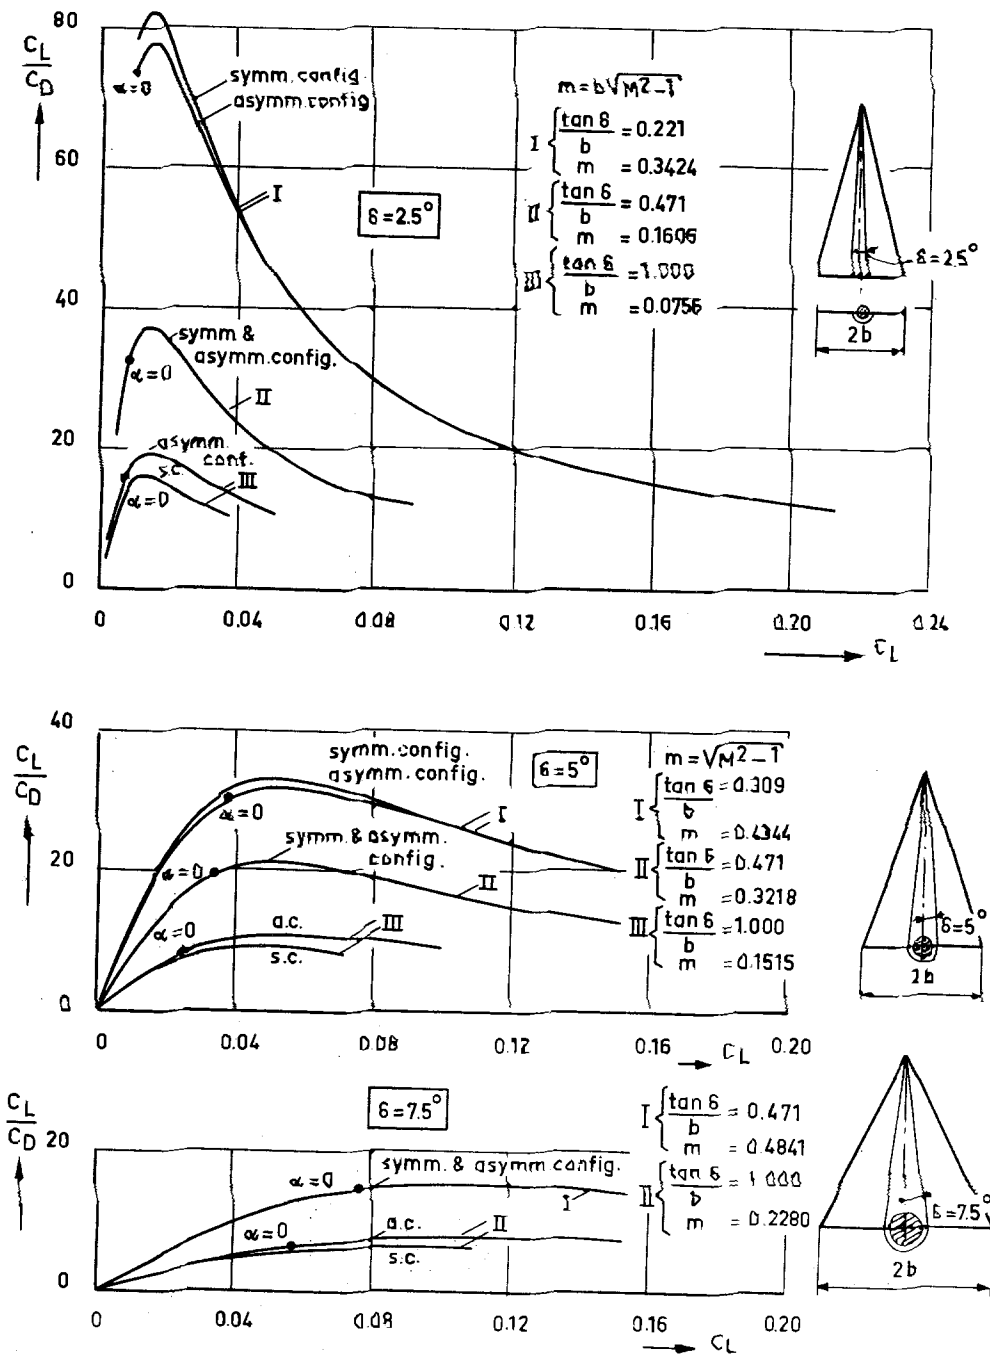 C_L
C_D
80
60
40
20
0
α=0
symm.config.
asymm.config
I
δ=2.5°
m=b√M²-1
I { tan δ / b = 0.221
m = 0.3424
II { tan δ / b = 0.471
m = 0.1606
III { tan δ / b = 1.000
m = 0.0756
δ=2.5°
2b
symm &
asymm.config.
α=0
II
asymm.
conf.
s.c.
III
α=0
0 0.04 0.08 0.12 0.16 0.20 0.24
C_L
C_L
C_D
40
20
0
symm.config.
asymm.config.
δ=5°
α=0
I
symm.&asymm.
config.
α=0
II
α=0
a.c.
III
s.c.
m=√M²-1
I { tan δ / b = 0.309
m = 0.4344
II { tan δ / b = 0.471
m = 0.3218
III { tan δ / b = 1.000
m = 0.1515
δ=5°
2b
0 0.04 0.08 0.12 0.16 C_L 0.20
C_L
C_D
20
0
δ=7.5°
symm. & asymm config.
α=0
I
α=0
a.c.
II
s.c.
I { tan δ / b = 0.471
m = 0.4841
II { tan δ / b = 1.000
m = 0.2280
δ=7.5°
2b
0 0.04 0.08 0.12 0.16 0.20
C_L